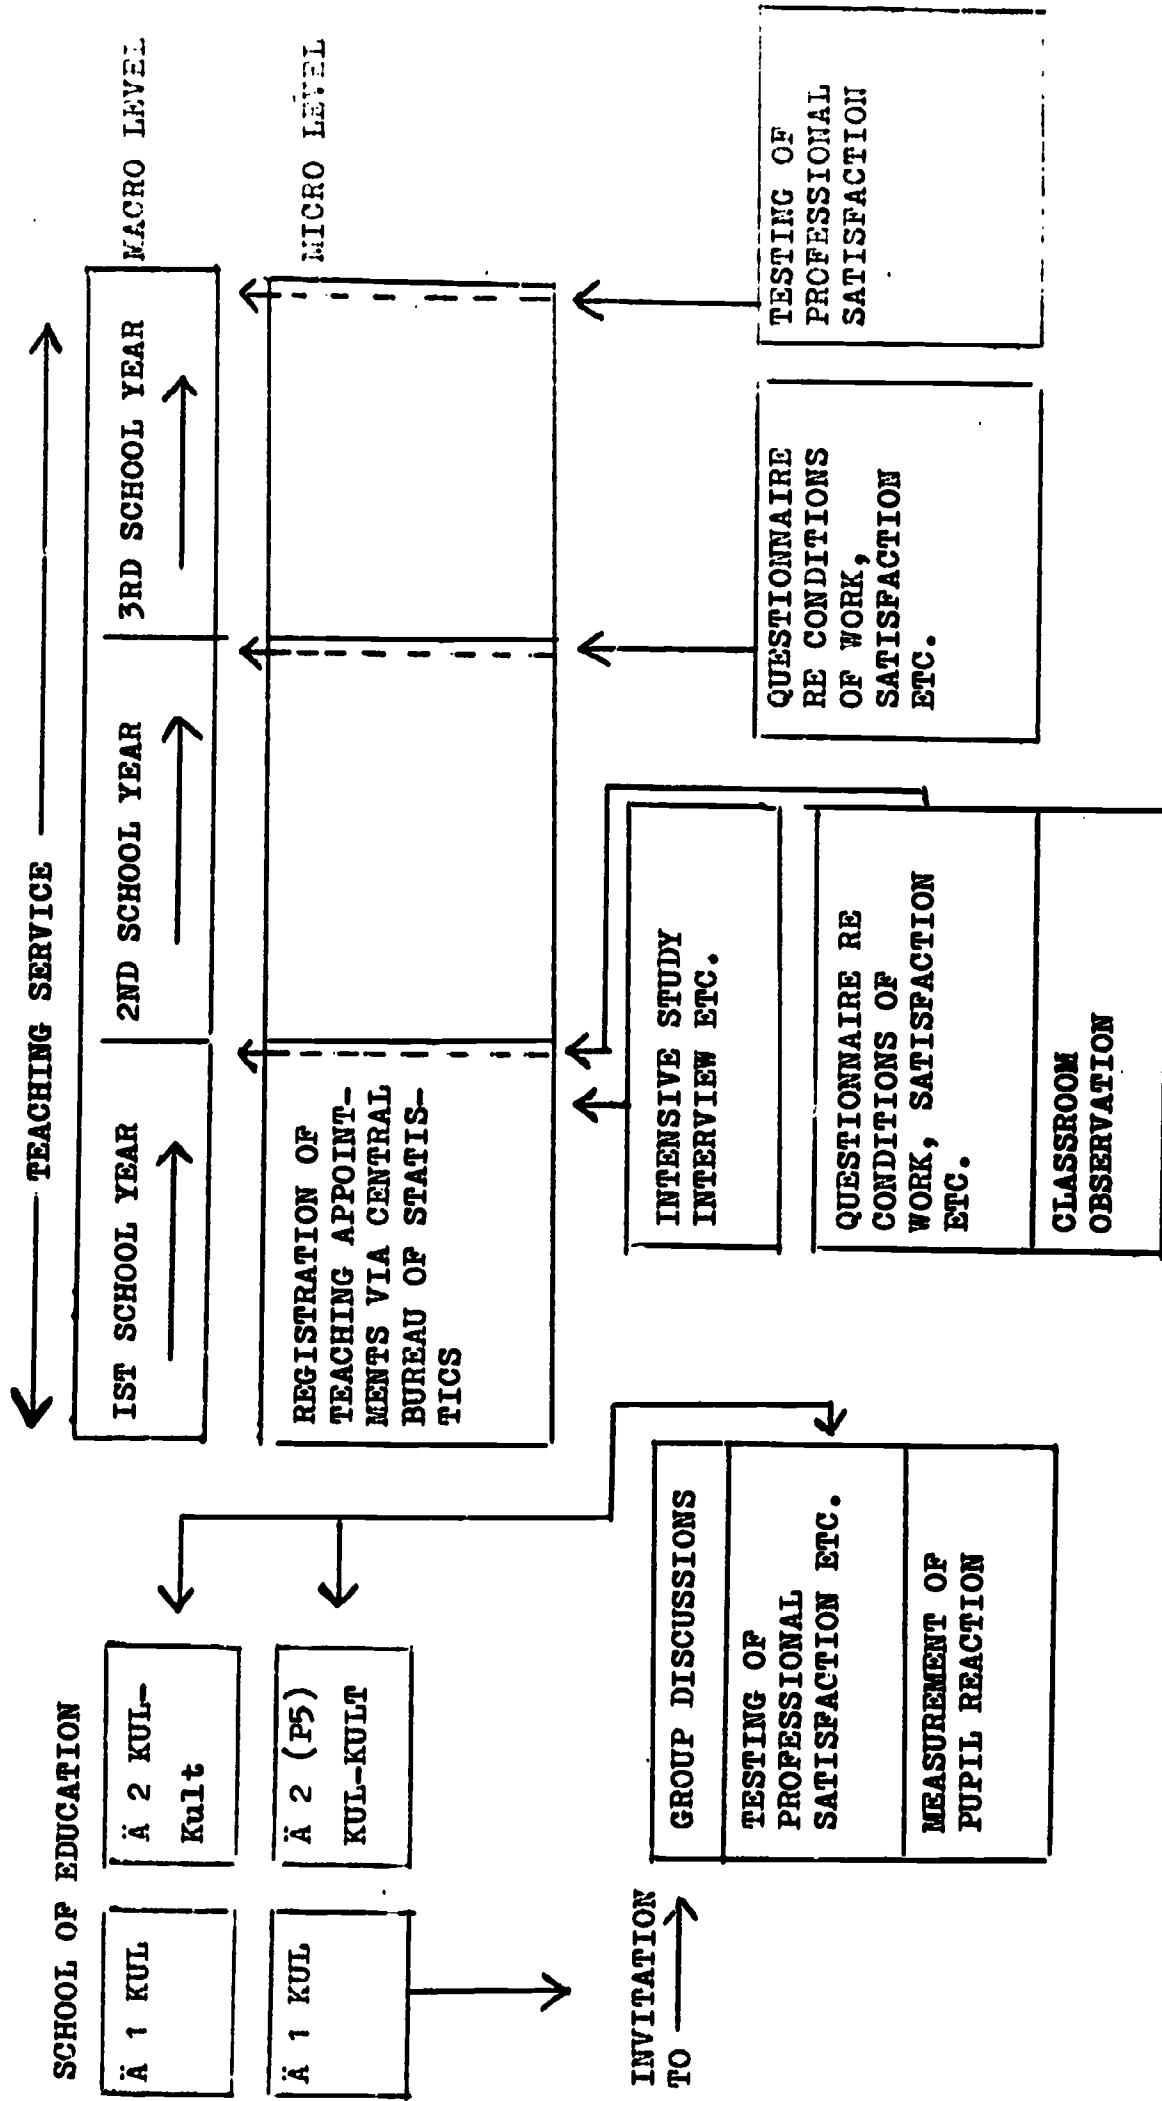 SCHOOL OF EDUCATION
Ä 1 KUL
Ä 2 KUL-
Kult
Ä 1 KUL
Ä 2 (P5)
KUL-KULT
INVITATION
TO
GROUP DISCUSSIONS
TESTING OF
PROFESSIONAL
SATISFACTION ETC.
MEASUREMENT OF
PUPIL REACTION
TEACHING SERVICE
1ST SCHOOL YEAR
2ND SCHOOL YEAR
3RD SCHOOL YEAR
MACRO LEVEL
REGISTRATION OF
TEACHING APPOINT-
MENTS VIA CENTRAL
BUREAU OF STATIS-
TICS
MICRO LEVEL
INTENSIVE STUDY
INTERVIEW ETC.
QUESTIONNAIRE RE
CONDITIONS OF
WORK, SATISFACTION
ETC.
CLASSROOM
OBSERVATION
QUESTIONNAIRE
RE CONDITIONS
OF WORK,
SATISFACTION
ETC.
TESTING OF
PROFESSIONAL
SATISFACTION